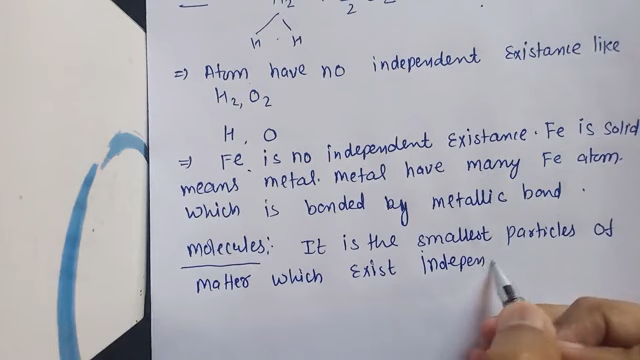 H H
=> Atom have no independent Existance like
H2, O2
H, O
=> Fe is no independent Existance. Fe is Solid
means metal. metal have many Fe atom.
which is bonded by metallic bond.
molecules:- It is the smallest particles of
matter which exist indepen